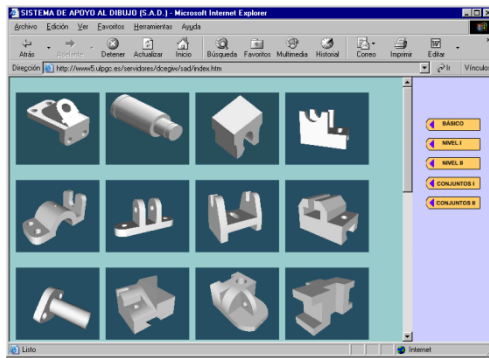 SISTEMA DE APOYO AL DIBUJO (S.A.D.) - Microsoft Internet Explorer
Archivo Edición Ver Favoritos Herramientas Ayuda
Atrás Adelante Detener Actualizar Inicio Búsqueda Favoritos Multimedia Historial Correo Imprimir Editar
Dirección http://www5.ulpgc.es/servidores/dcegiw/sad/index.htm Ir Vínculos
BÁSICO
NIVEL I
NIVEL II
CONJUNTOS I
CONJUNTOS II
Listo Internet